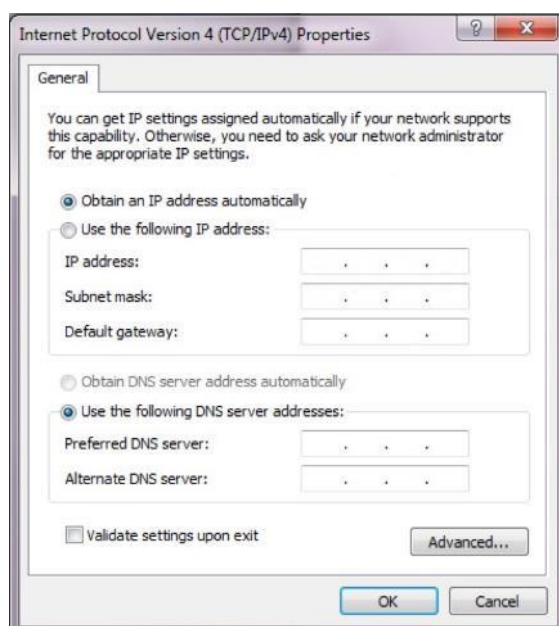 Internet Protocol Version 4 (TCP/IPv4) Properties
General
You can get IP settings assigned automatically if your network supports
this capability. Otherwise, you need to ask your network administrator
for the appropriate IP settings.
Obtain an IP address automatically
Use the following IP address:
IP address: . . .
Subnet mask: . . .
Default gateway: . . .
Obtain DNS server address automatically
Use the following DNS server addresses:
Preferred DNS server: . . .
Alternate DNS server: . . .
Validate settings upon exit
Advanced...
OK Cancel